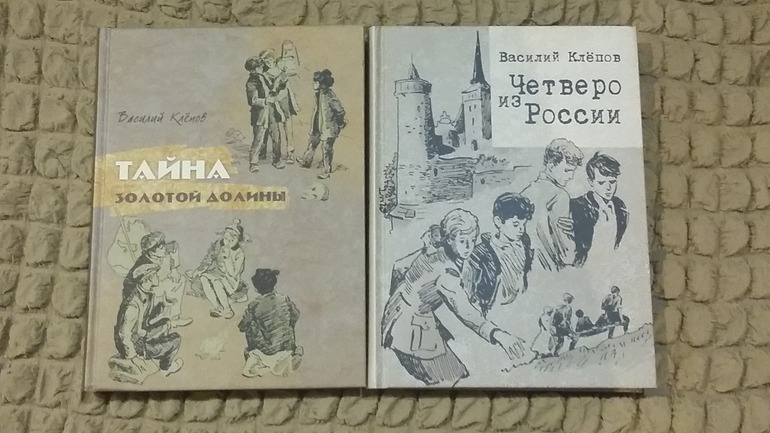 Василий Клёпов
ТАЙНА
ЗОЛОТОЙ ДОЛИНЫ
Василий Клёпов
Четверо
из
России